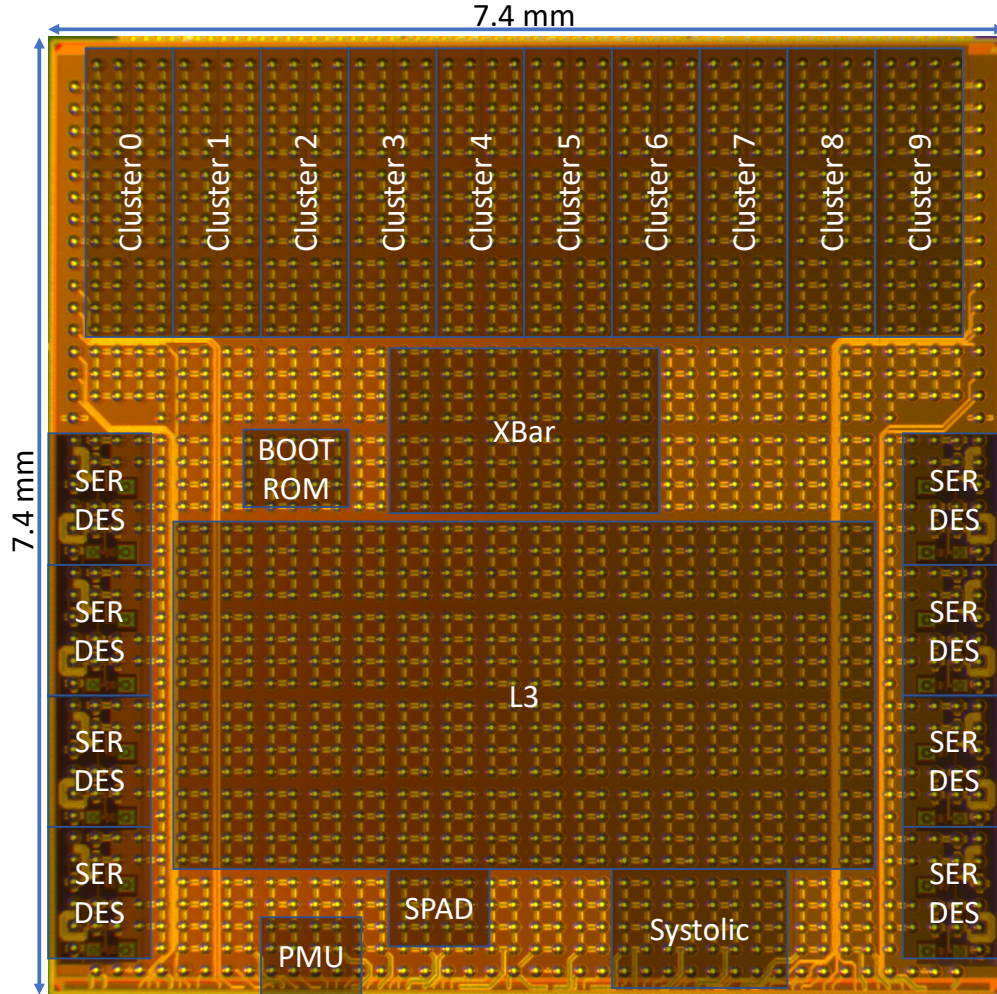 7.4 mm
7.4 mm
Cluster 0
Cluster 1
Cluster 2
Cluster 3
Cluster 4
Cluster 5
Cluster 6
Cluster 7
Cluster 8
Cluster 9
XBar
BOOT
ROM
SER
DES
SER
DES
SER
DES
SER
DES
L3
SER
DES
SER
DES
SER
DES
SER
DES
SPAD
Systolic
PMU